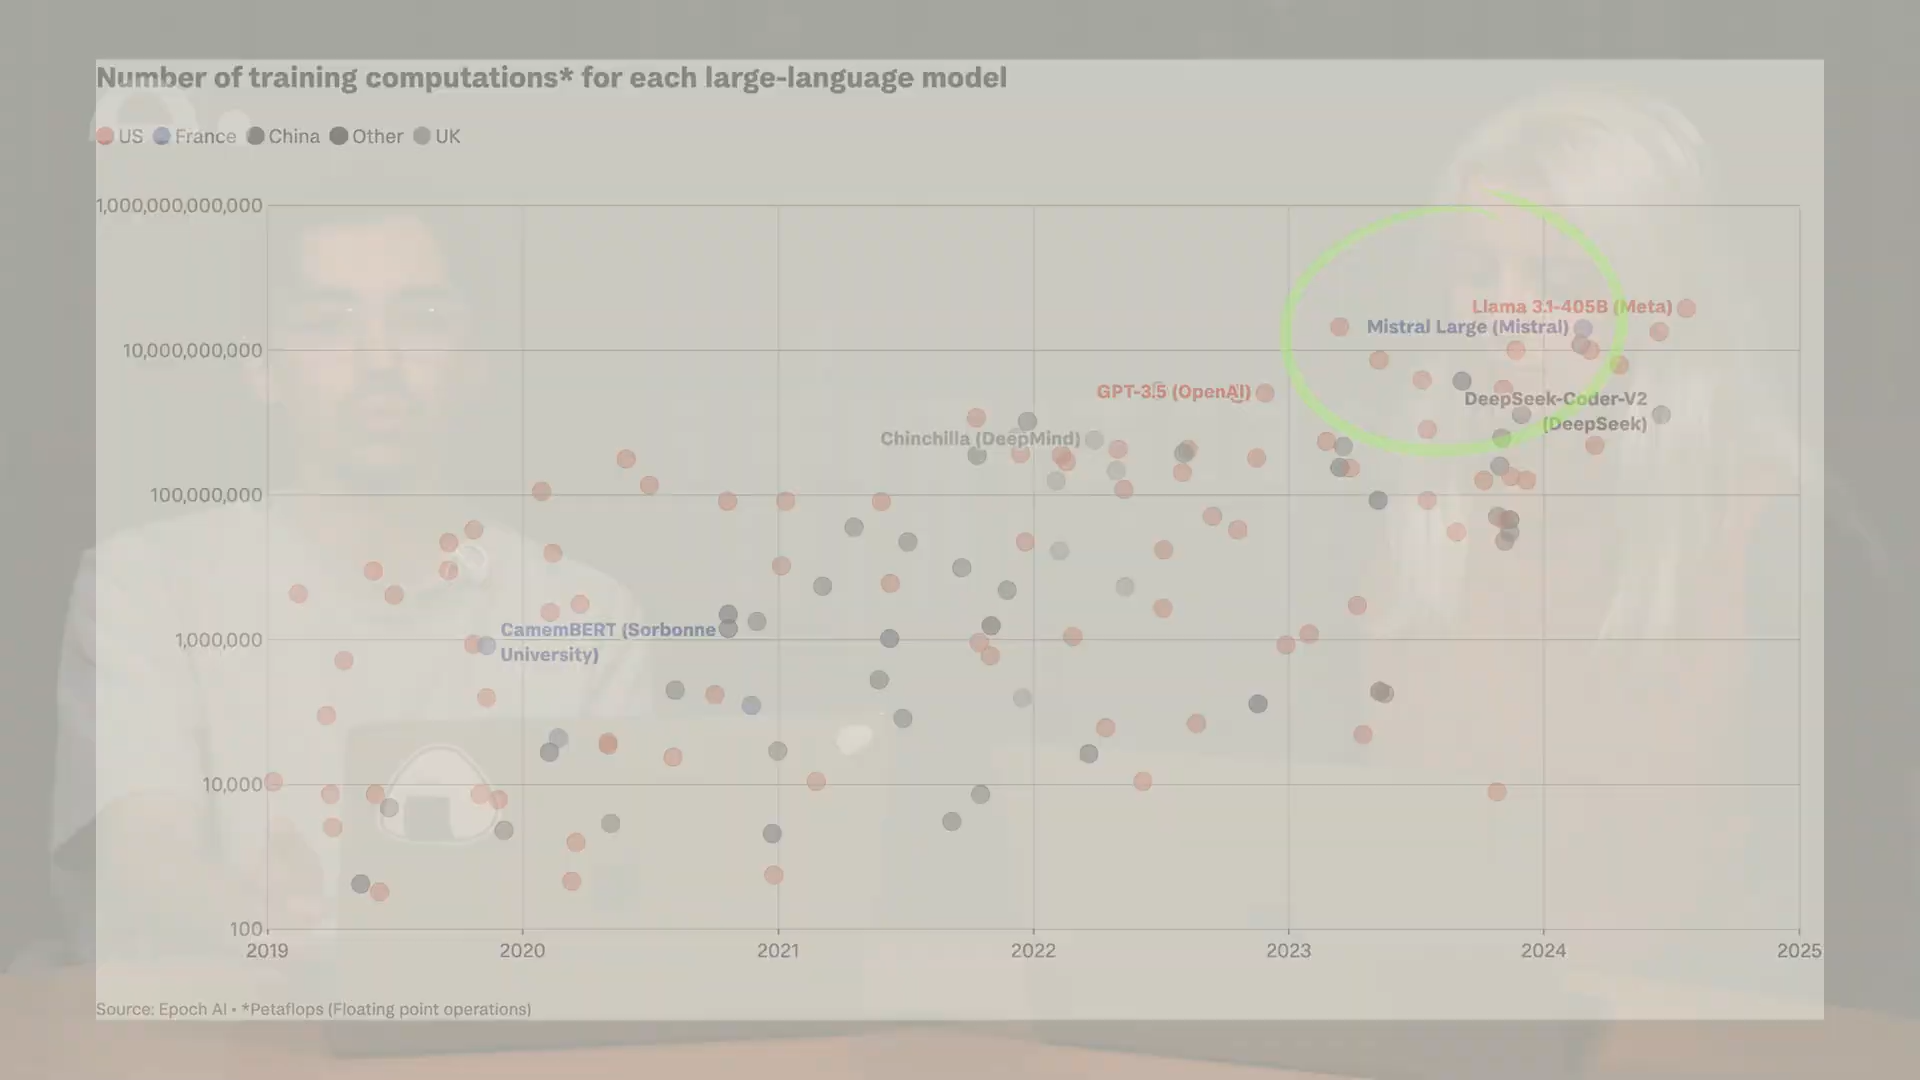 Number of training computations* for each large-language model
US France China Other UK
1,000,000,000,000
Llama 3.1-405B (Meta)
Mistral Large (Mistral)
10,000,000,000
GPT-3.5 (OpenAI)
DeepSeek-Coder-V2
(DeepSeek)
Chinchilla (DeepMind)
100,000,000
CamemBERT (Sorbonne
University)
1,000,000
10,000
100
2019 2020 2021 2022 2023 2024 2025
Source: Epoch AI • *Petaflops (Floating point operations)